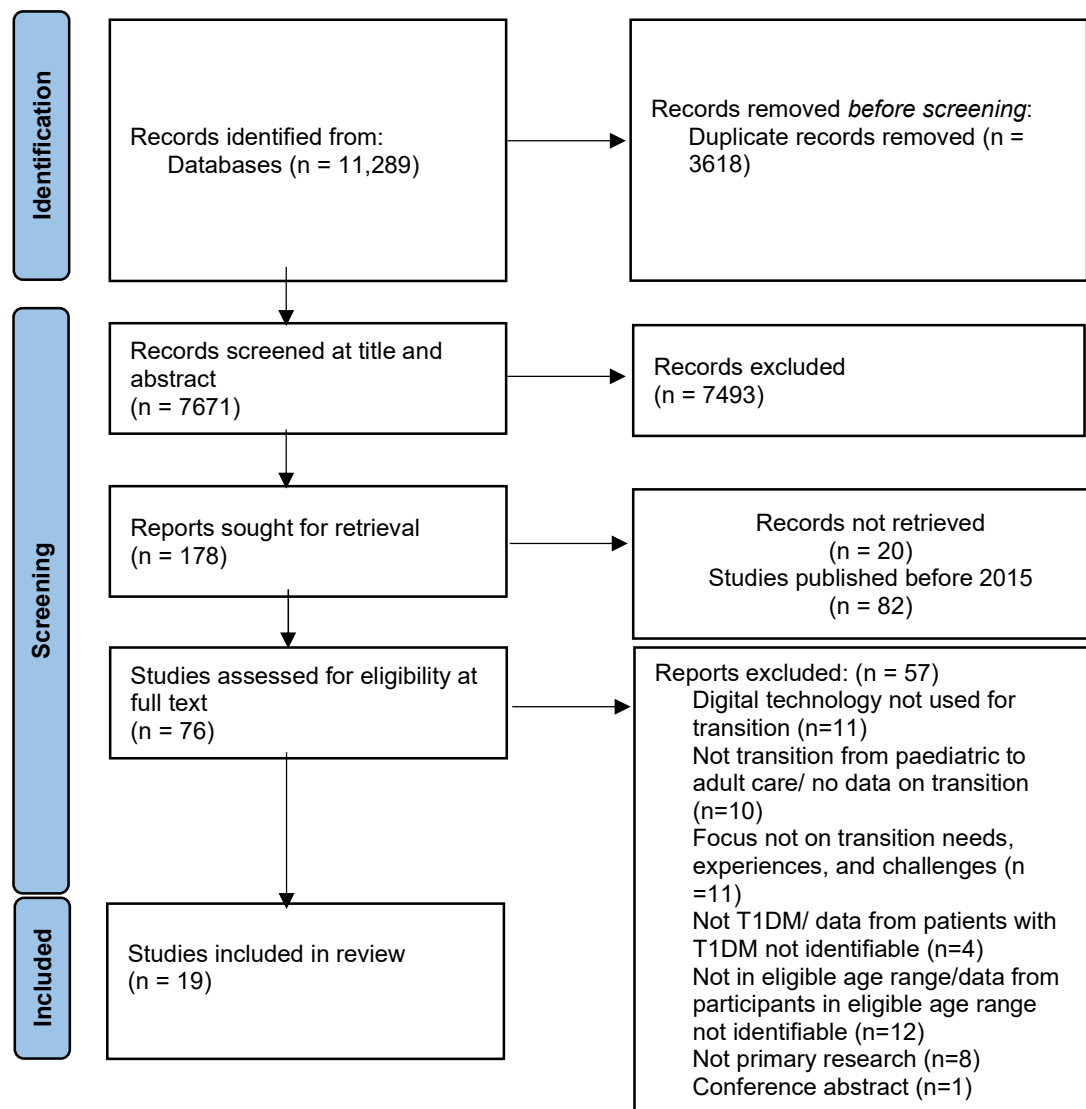 Identification
Records identified from:
Databases (n = 11,289)
Records removed before screening:
Duplicate records removed (n =
3618)
Screening
Records screened at title and
abstract
(n = 7671)
Records excluded
(n = 7493)
Reports sought for retrieval
(n = 178)
Records not retrieved
(n = 20)
Studies published before 2015
(n = 82)
Studies assessed for eligibility at
full text
(n = 76)
Reports excluded: (n = 57)
Digital technology not used for
transition (n=11)
Not transition from paediatric to
adult care/ no data on transition
(n=10)
Focus not on transition needs,
experiences, and challenges (n
=11)
Not T1DM/ data from patients with
T1DM not identifiable (n=4)
Not in eligible age range/data from
participants in eligible age range
not identifiable (n=12)
Not primary research (n=8)
Conference abstract (n=1)
Included
Studies included in review
(n = 19)